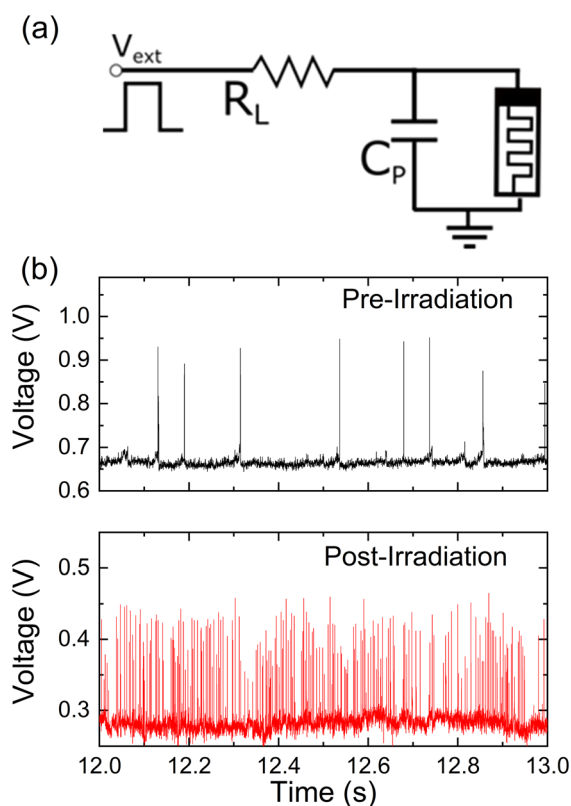 (a)
V_ext
R_L
C_P
(b)
Pre-Irradiation
Voltage (V)
1.0
0.9
0.8
0.7
0.6
Post-Irradiation
Voltage (V)
0.5
0.4
0.3
12.0 12.2 12.4 12.6 12.8 13.0
Time (s)